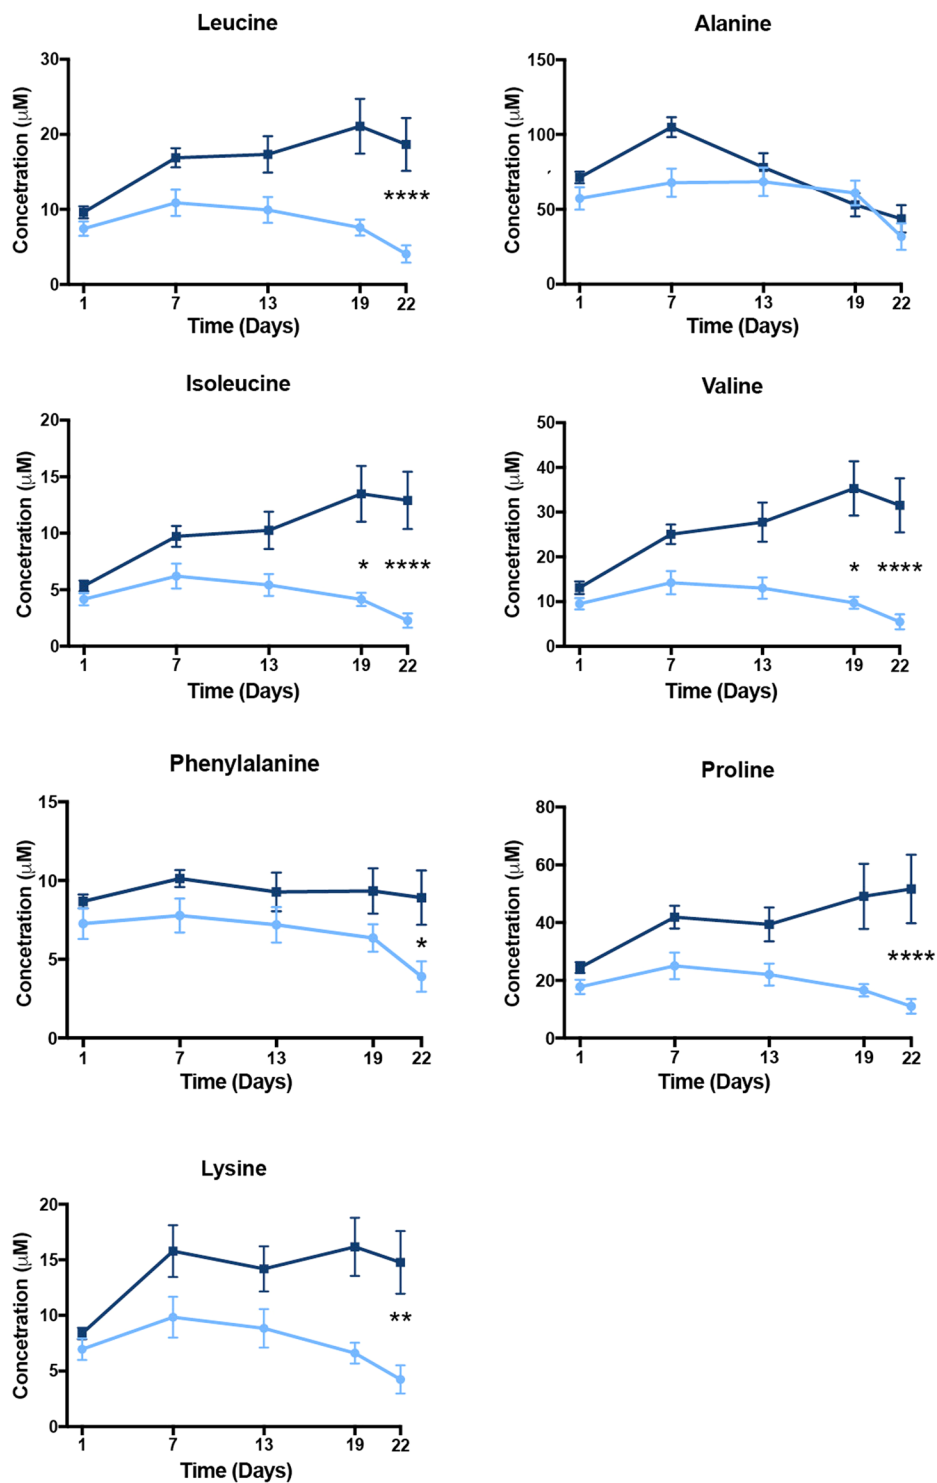 Leucine
30
20
10
0
Concetration (μM)
****
1 7 13 19 22
Time (Days)
Alanine
150
100
50
0
Concetration (μM)
1 7 13 19 22
Time (Days)
Isoleucine
20
15
10
5
0
Concetration (μM)
* ****
1 7 13 19 22
Time (Days)
Valine
50
40
30
20
10
0
Concetration (μM)
* ****
1 7 13 19 22
Time (Days)
Phenylalanine
15
10
5
0
Concetration (μM)
*
1 7 13 19 22
Time (Days)
Proline
80
60
40
20
0
Concetration (μM)
****
1 7 13 19 22
Time (Days)
Lysine
20
15
10
5
0
Concetration (μM)
**
1 7 13 19 22
Time (Days)